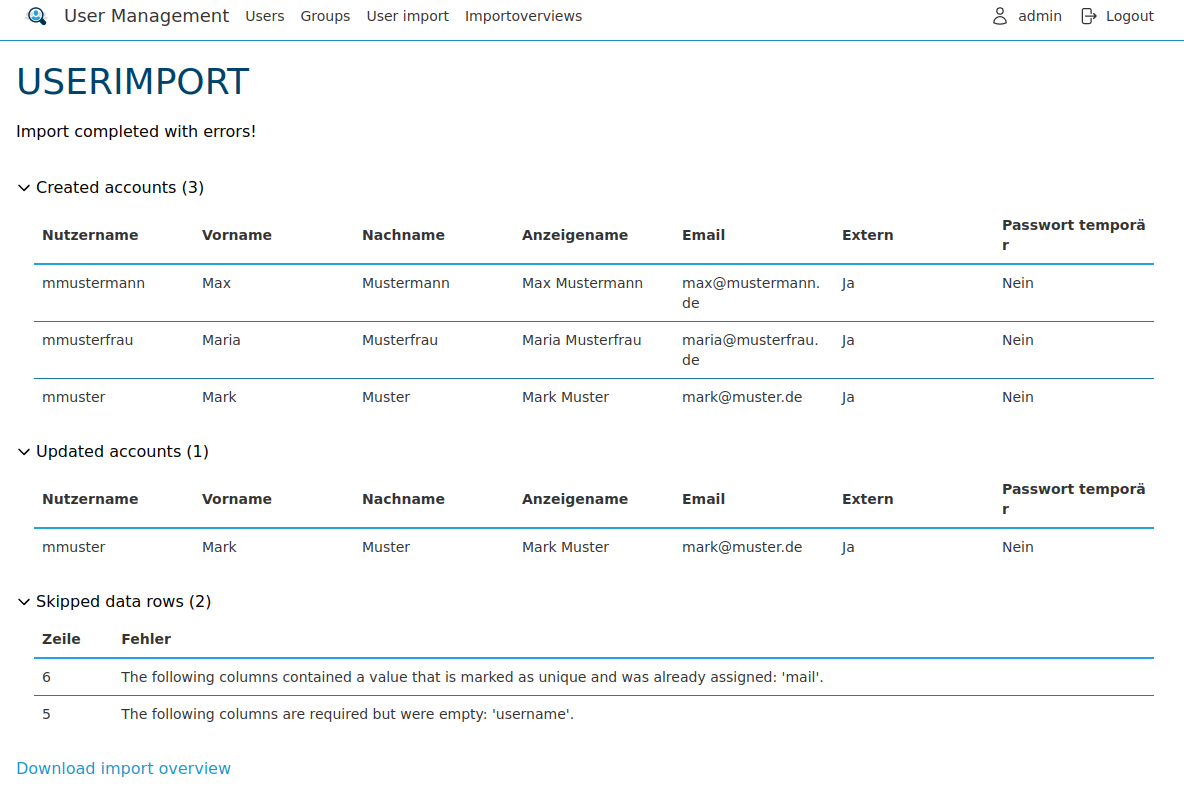 User Management Users Groups User import Importoverviews admin Logout
USERIMPORT
Import completed with errors!
Created accounts (3)
Nutzername Vorname Nachname Anzeigename Email Extern Passwort temporä
r
mmustermann Max Mustermann Max Mustermann max@mustermann. Ja Nein
de
mmusterfrau Maria Musterfrau Maria Musterfrau maria@musterfrau. Ja Nein
de
mmuster Mark Muster Mark Muster mark@muster.de Ja Nein
Updated accounts (1)
Nutzername Vorname Nachname Anzeigename Email Extern Passwort temporä
r
mmuster Mark Muster Mark Muster mark@muster.de Ja Nein
Skipped data rows (2)
Zeile Fehler
6 The following columns contained a value that is marked as unique and was already assigned: 'mail'.
5 The following columns are required but were empty: 'username'.
Download import overview